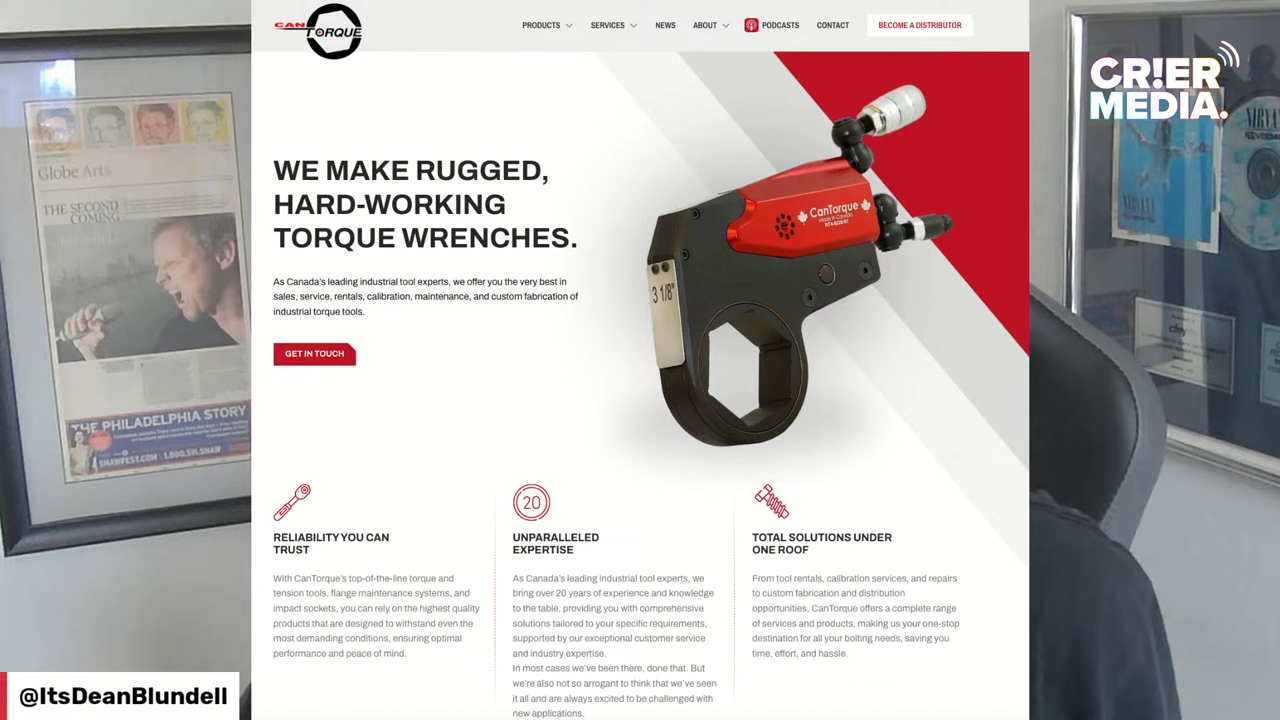 CAN
TORQUE
PRODUCTS
SERVICES
NEWS
ABOUT
PODCASTS
CONTACT
BECOME A DISTRIBUTOR
CR!ER
MEDIA.
Globe Arts
THE SECOND
COMING
NIRVANA
WE MAKE RUGGED,
HARD-WORKING
TORQUE WRENCHES.
CanTorque
Made in Canada
3 1/8"
As Canada's leading industrial tool experts, we offer you the very best in
sales, service, rentals, calibration, maintenance, and custom fabrication of
industrial torque tools.
GET IN TOUCH
THE PHILADELPHIA STORY
SHAWFEST.COM | 1.800.511.SHAW
20
RELIABILITY YOU CAN
TRUST
With CanTorque's top-of-the-line torque and
tension tools, flange maintenance systems, and
impact sockets, you can rely on the highest quality
products that are designed to withstand even the
most demanding conditions, ensuring optimal
performance and peace of mind.
UNPARALLELED
EXPERTISE
As Canada's leading industrial tool experts, we
bring over 20 years of experience and knowledge
to the table, providing you with comprehensive
solutions tailored to your specific requirements,
supported by our exceptional customer service
and industry expertise.
In most cases we've been there, done that. But
we're also not so arrogant to think that we've seen
it all and are always excited to be challenged with
new applications.
TOTAL SOLUTIONS UNDER
ONE ROOF
From tool rentals, calibration services, and repairs
to custom fabrication and distribution
opportunities, CanTorque offers a complete range
of services and products, making us your one-stop
destination for all your bolting needs, saving you
time, effort, and hassle.
@ItsDeanBlundell